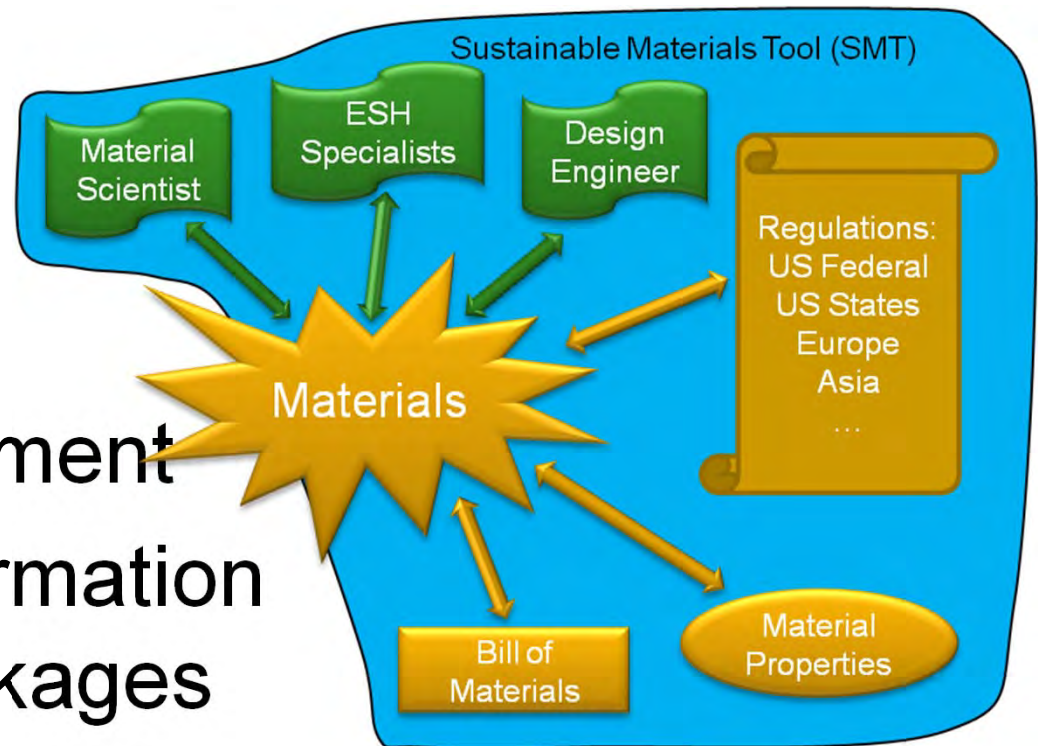 Sustainable Materials Tool (SMT)
Material
Scientist
ESH
Specialists
Design
Engineer
Regulations:
US Federal
US States
Europe
Asia
...
Materials
ment
rmation
kages
Bill of
Materials
Material
Properties